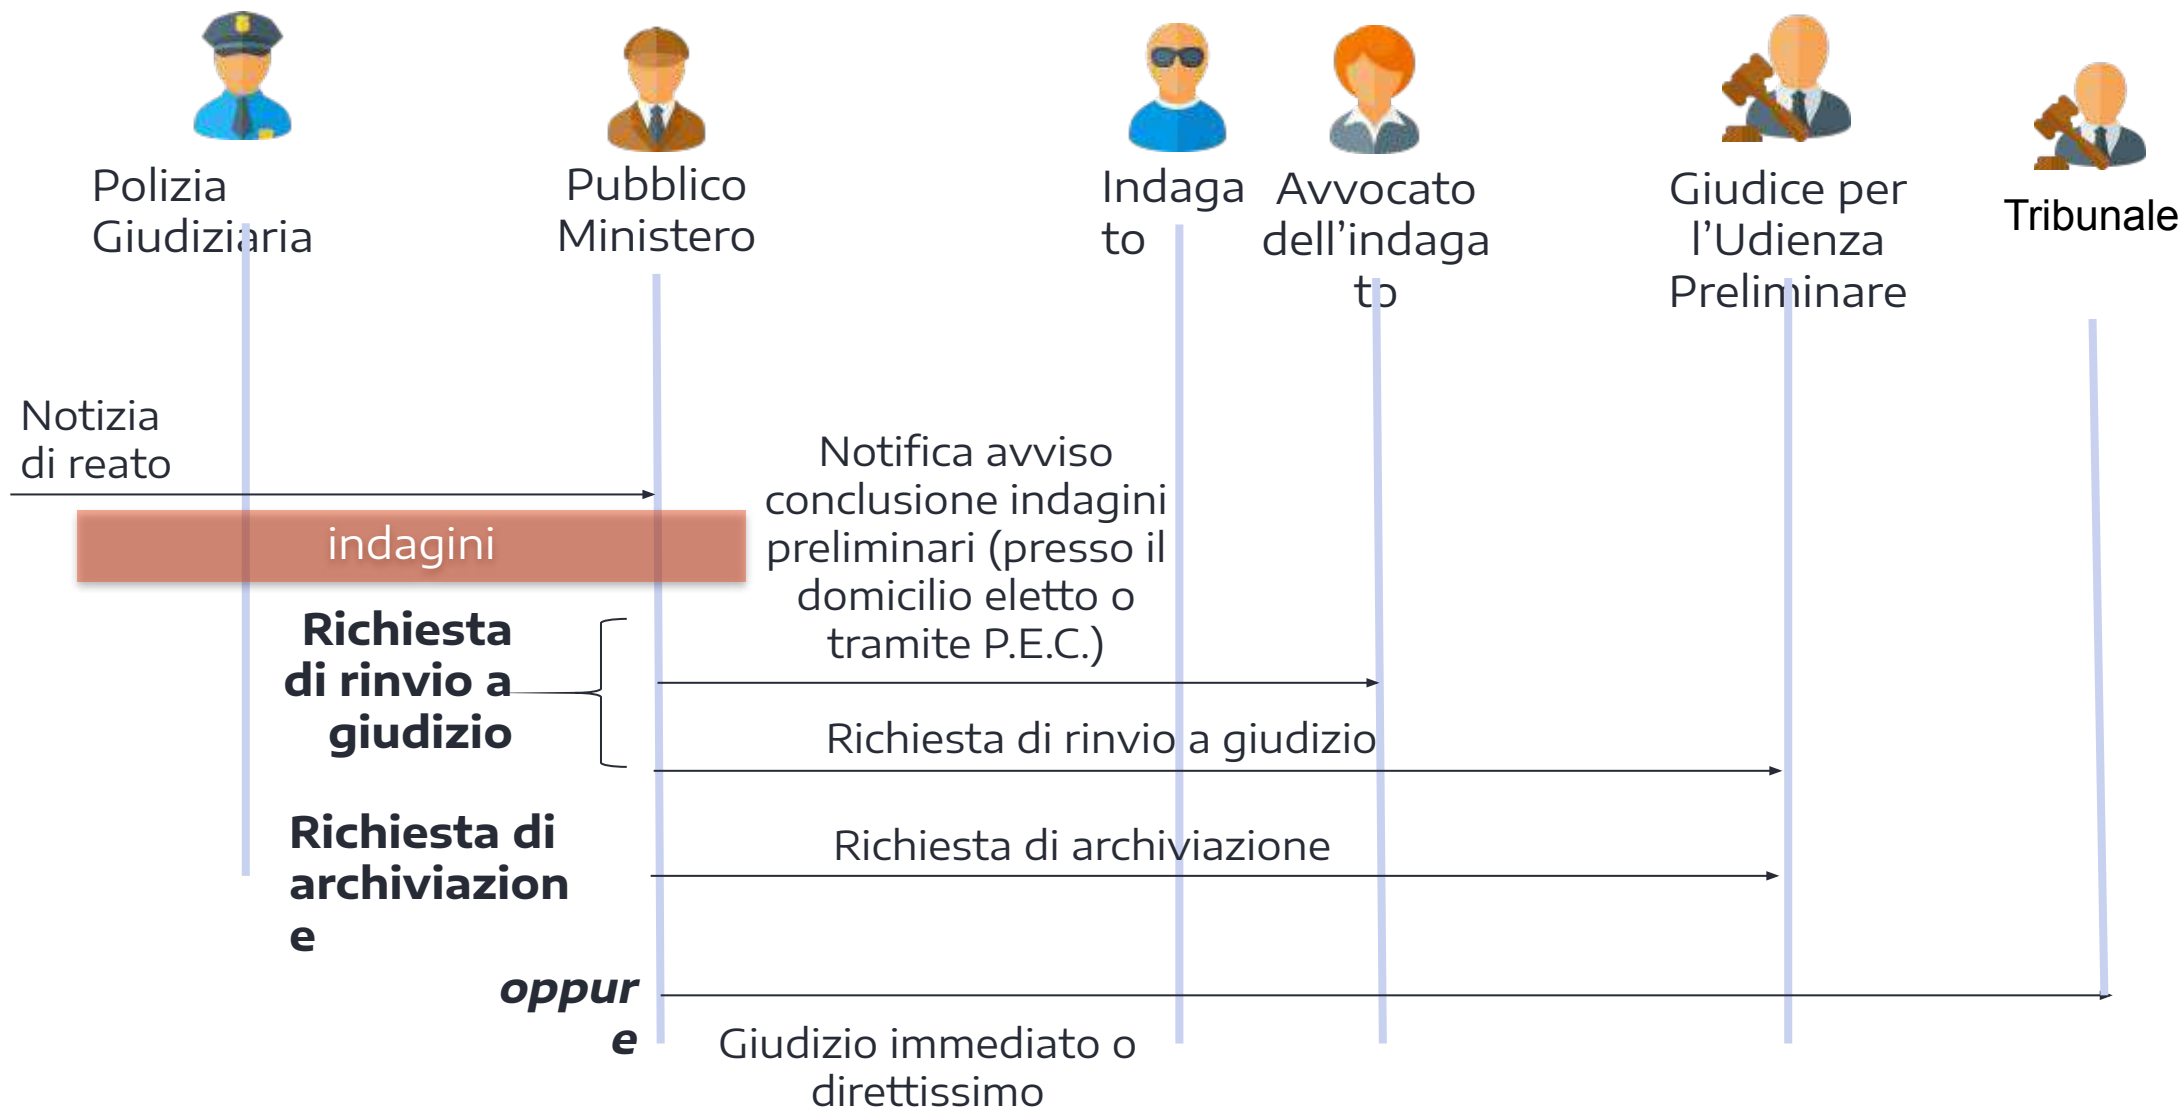 Polizia
Giudiziaria
Pubblico
Ministero
Indaga
to
Avvocato
dell’indaga
to
Giudice per
l’Udienza
Preliminare
Tribunale
Notizia
di reato
indagini
Notifica avviso
conclusione indagini
preliminari (presso il
domicilio eletto o
tramite P.E.C.)
Richiesta
di rinvio a
giudizio
Richiesta di rinvio a giudizio
Richiesta di
archiviazion
e
Richiesta di archiviazione
oppur
e
Giudizio immediato o
direttissimo